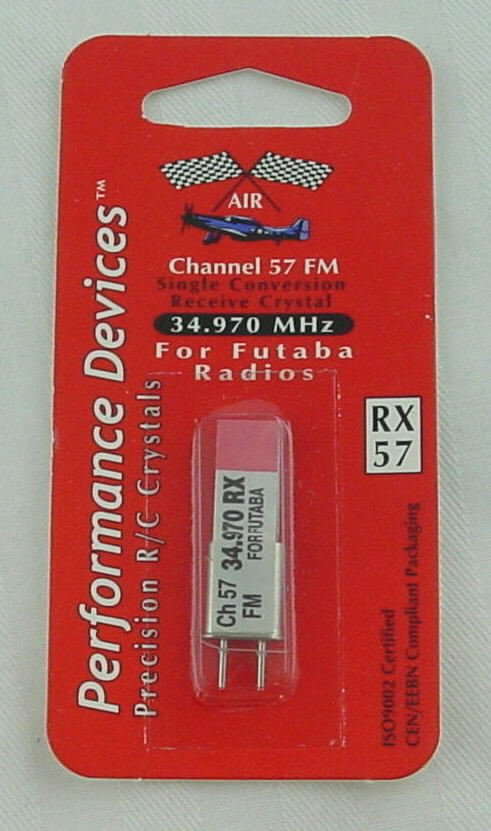 AIR
Channel 57 FM
Single Conversion
Receive Crystal
34.970 MHz
For Futaba
Radios
Performance Devices™
Precision R/C Crystals
RX
57
Ch 57 34.970 RX
FM FOR FUTABA
ISO9002 Certified
CEN/EEBN Compliant Packaging